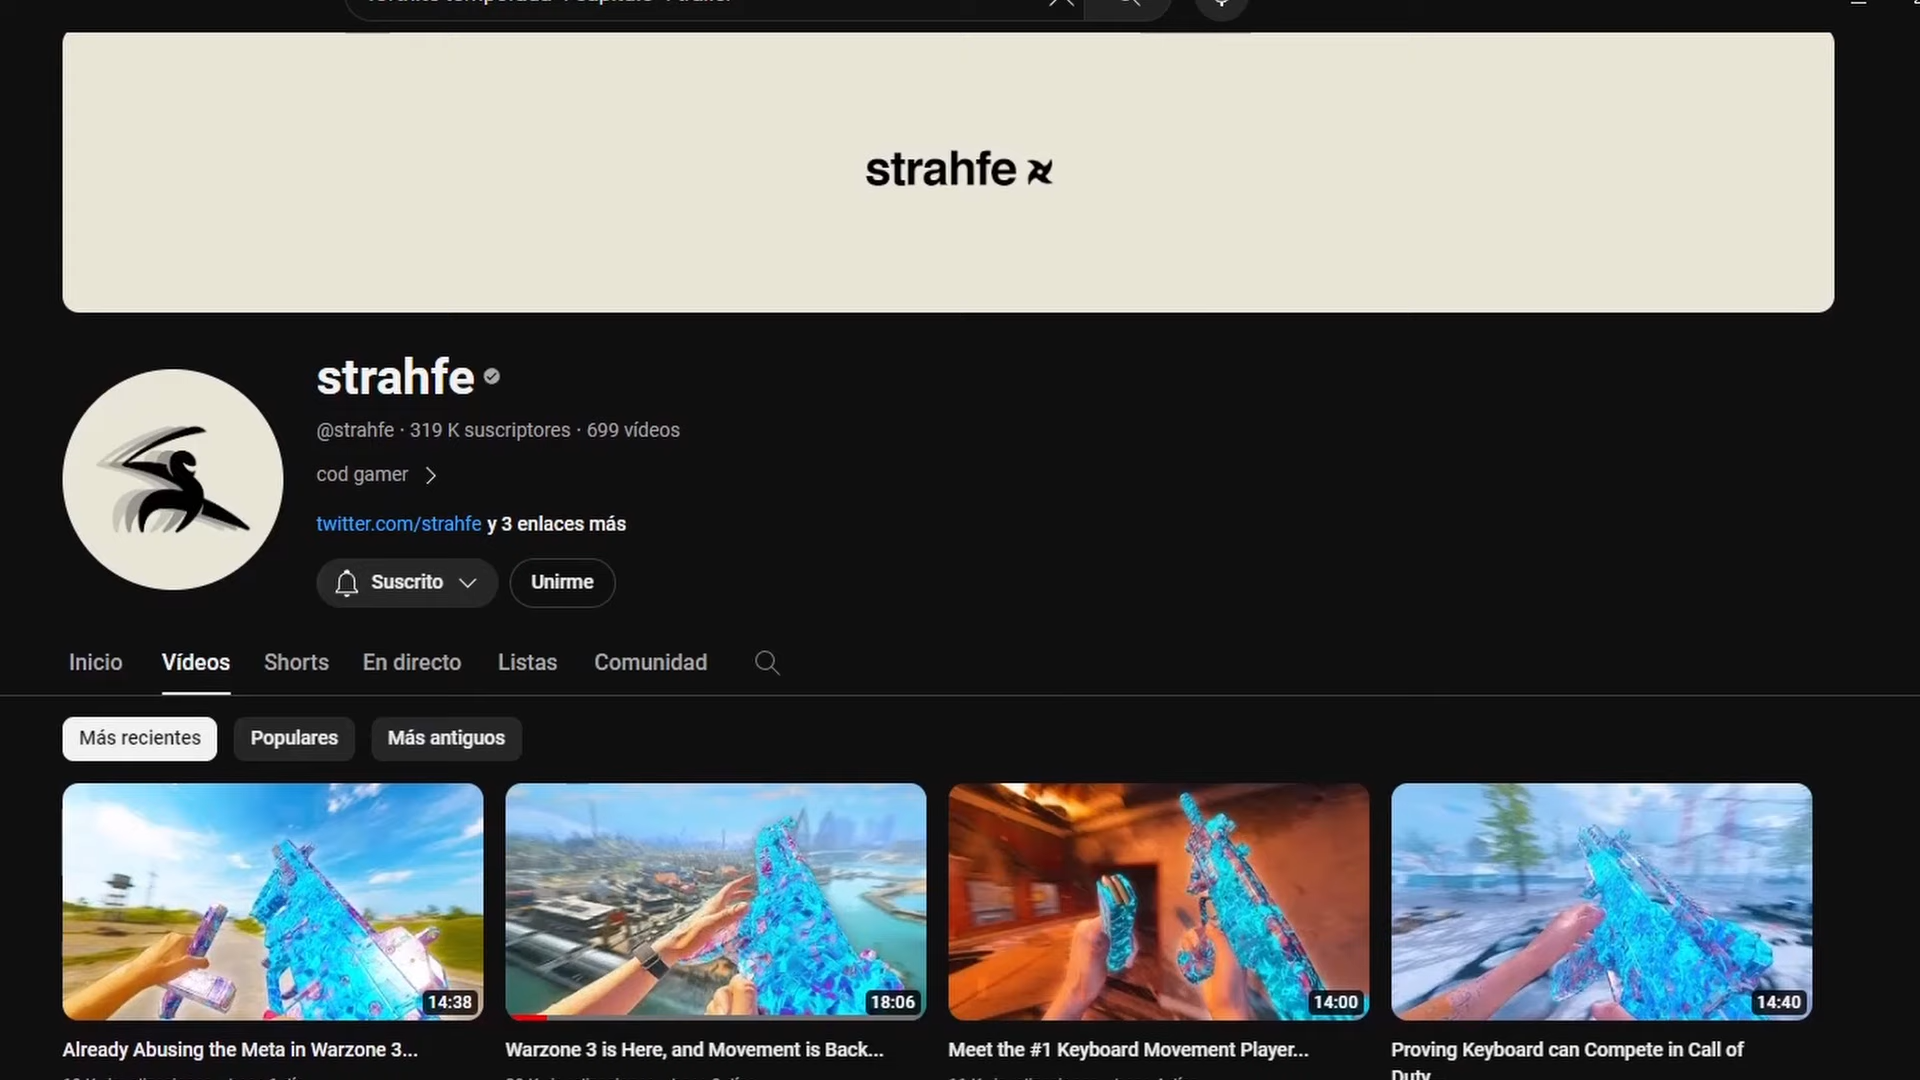 strahfe
strahfe
@strahfe · 319 K suscriptores · 699 vídeos
cod gamer
twitter.com/strahfe y 3 enlaces más
Suscrito
Unirme
Inicio
Vídeos
Shorts
En directo
Listas
Comunidad
Más recientes
Populares
Más antiguos
14:38
18:06
14:00
14:40
Already Abusing the Meta in Warzone 3...
Warzone 3 is Here, and Movement is Back...
Meet the #1 Keyboard Movement Player...
Proving Keyboard can Compete in Call of
Duty